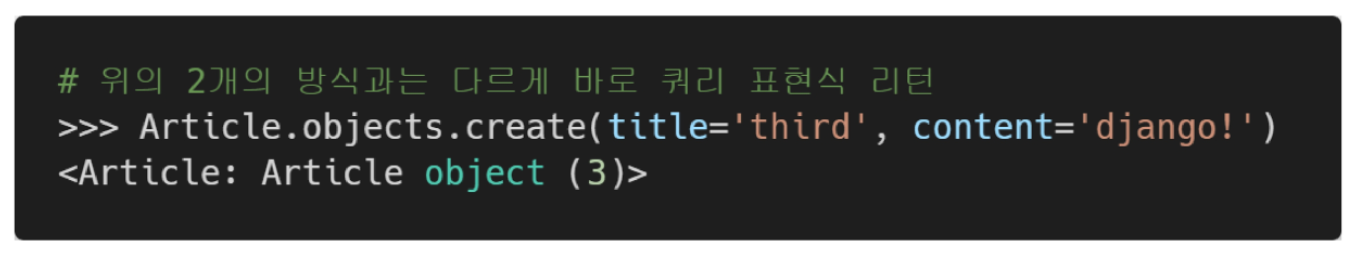 # 위의 2개의 방식과는 다르게 바로 쿼리 표현식 리턴
>>> Article.objects.create(title='third', content='django!')
<Article: Article object (3)>